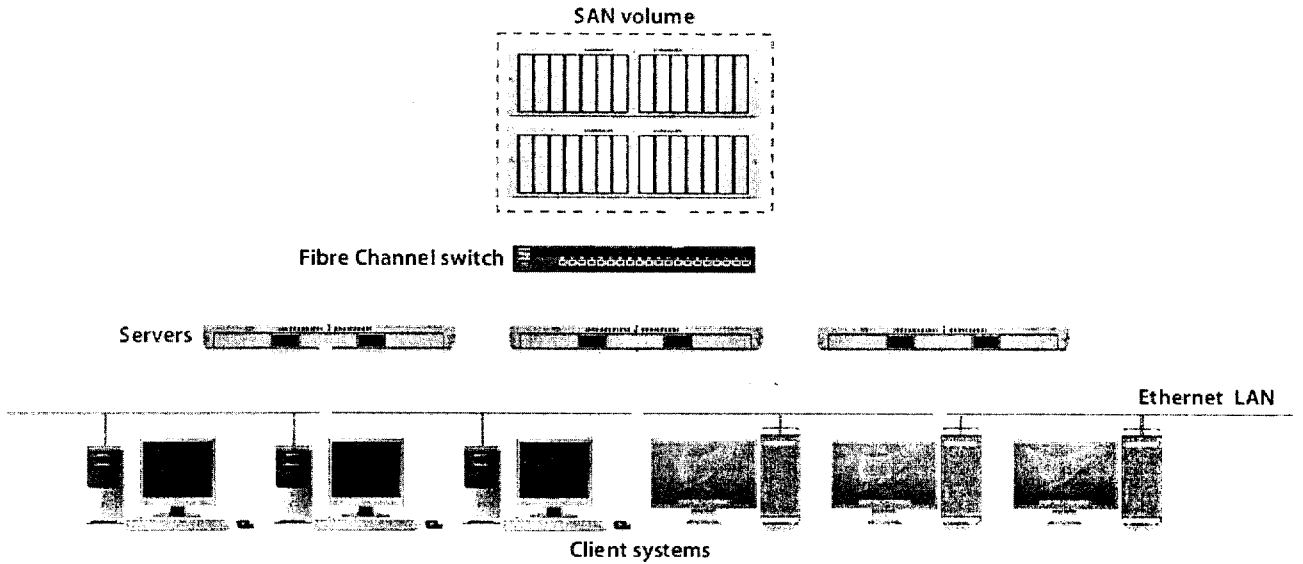 SAN volume
Fibre Channel switch
Servers
Ethernet LAN
Client systems